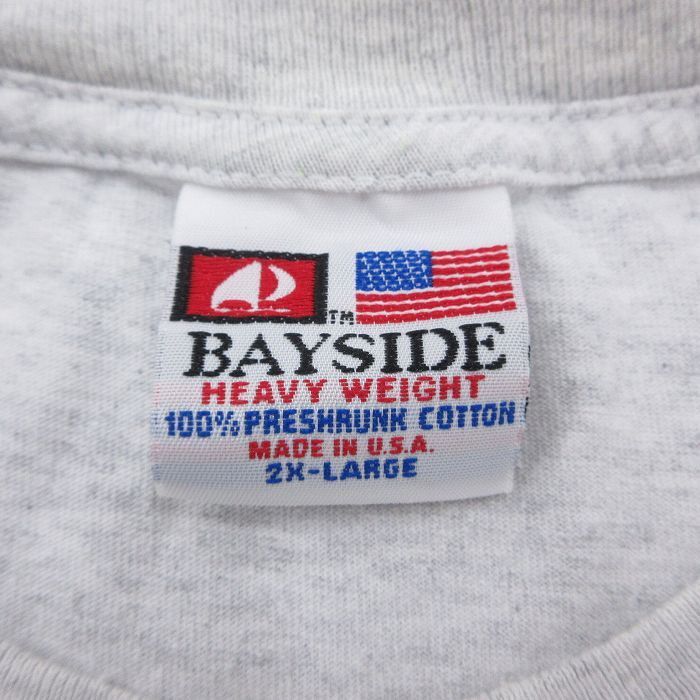 TM
BAYSIDE
HEAVY WEIGHT
100% PRESHRUNK COTTON
MADE IN U.S.A.
2X-LARGE